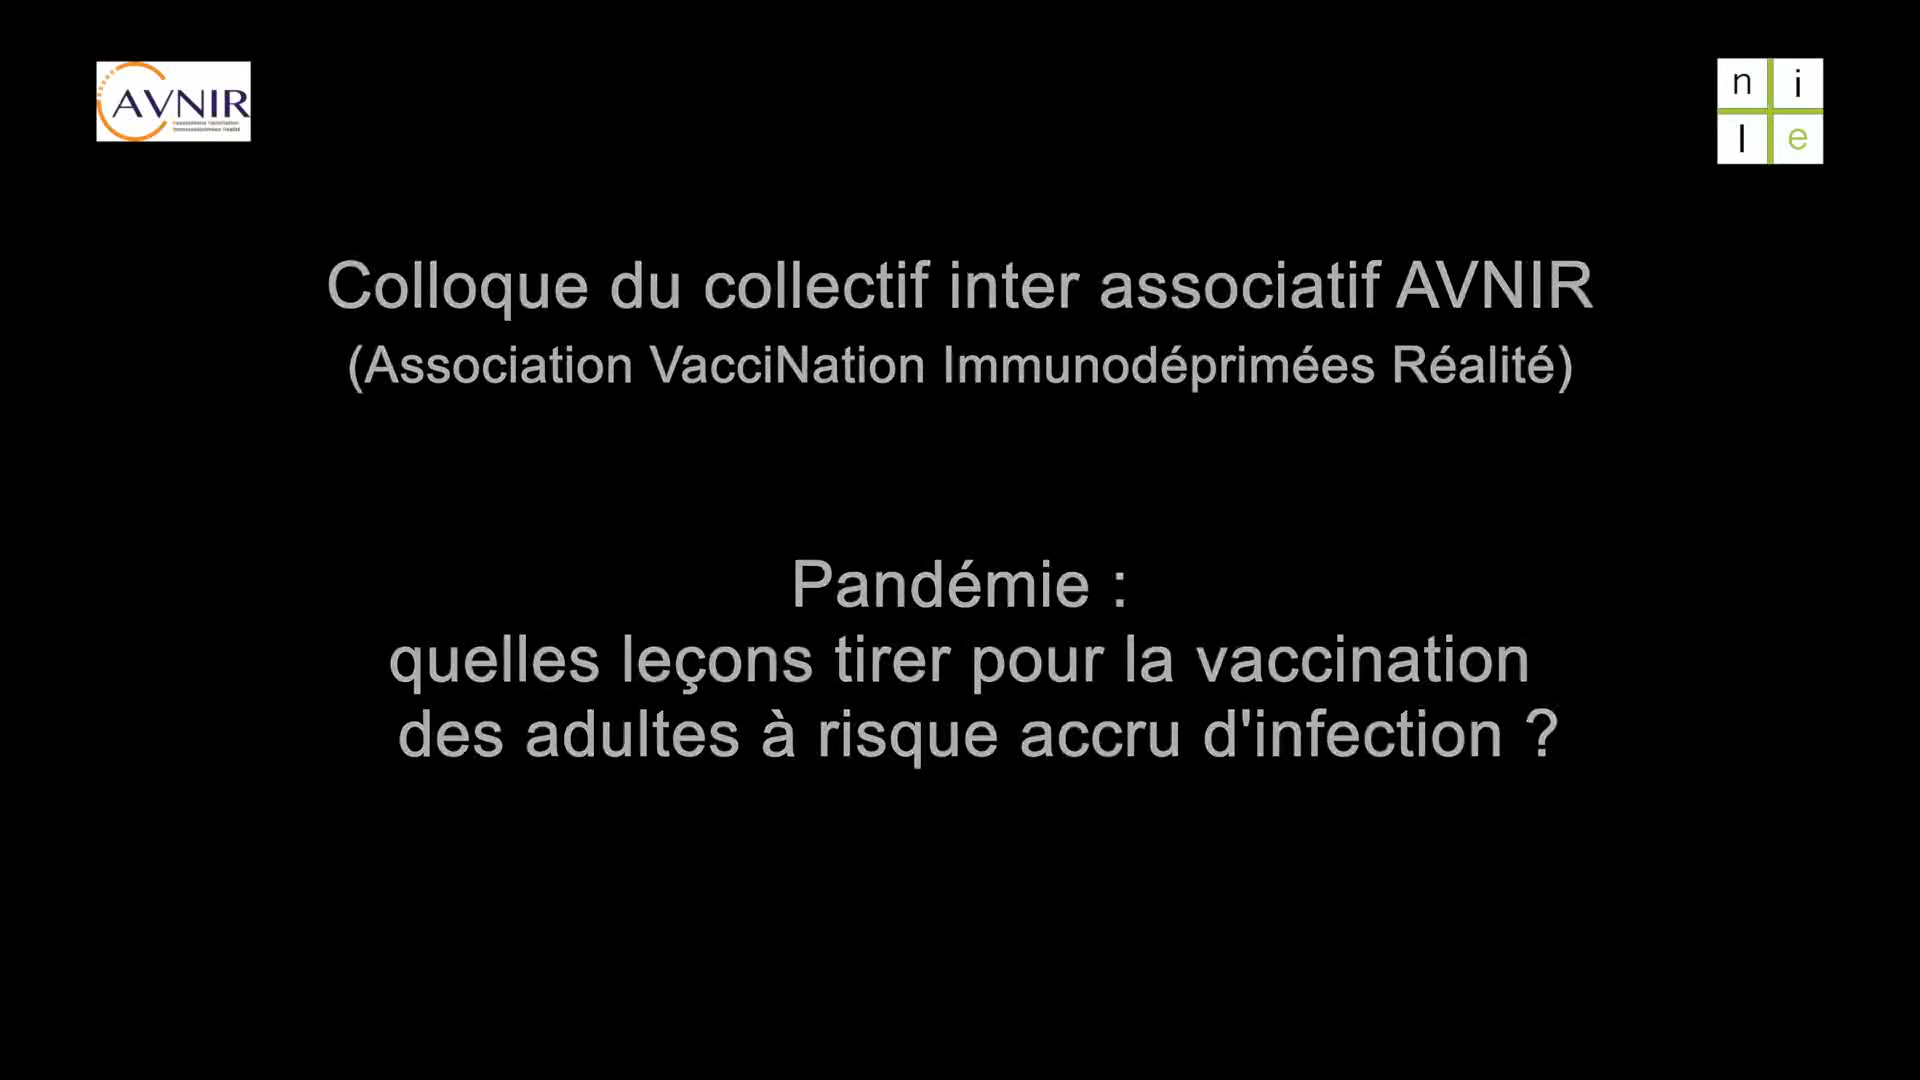 AVNIR
n i
l e
Colloque du collectif inter associatif AVNIR
(Association VacciNation Immunodéprimées Réalité)
Pandémie :
quelles leçons tirer pour la vaccination
des adultes à risque accru d'infection ?